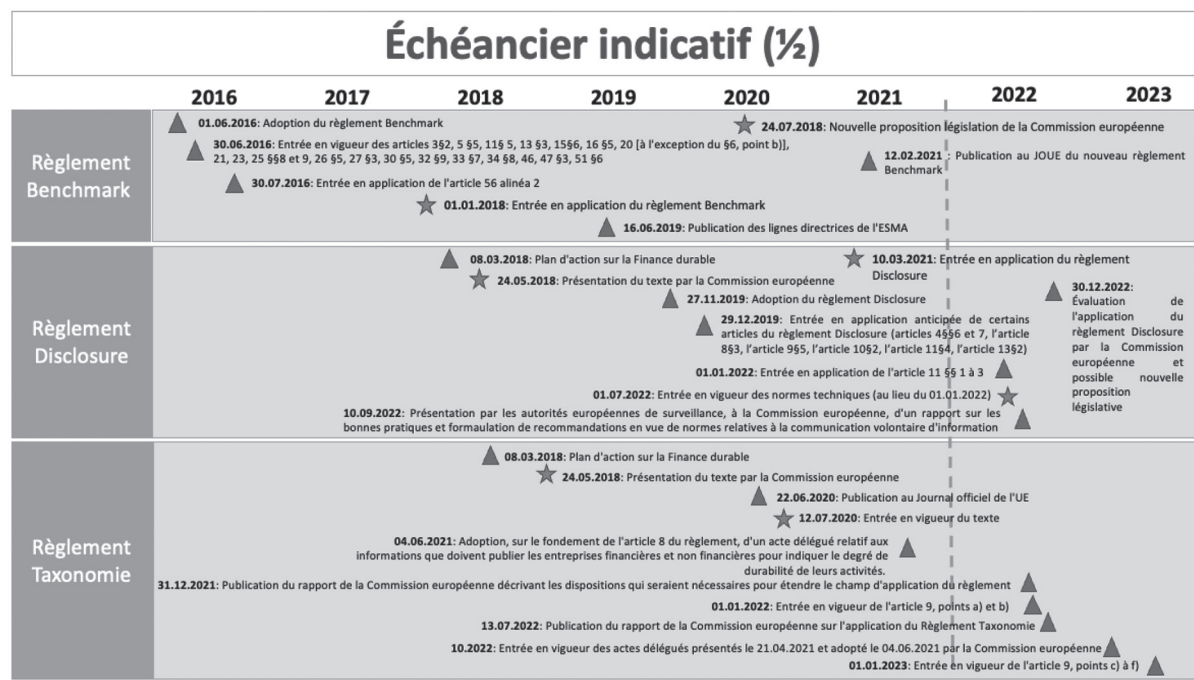 Échéancier indicatif (½)
2016 2017 2018 2019 2020 2021 2022 2023
Règlement
Benchmark
01.06.2016: Adoption du règlement Benchmark
24.07.2018: Nouvelle proposition législation de la Commission européenne
30.06.2016: Entrée en vigueur des articles 3§2, 5 §5, 11§ 5, 13 §3, 15§6, 16 §5, 20 [à l'exception du §6, point b)],
21, 23, 25 §§8 et 9, 26 §5, 27 §3, 30 §5, 32 §9, 33 §7, 34 §8, 46, 47 §3, 51 §6
12.02.2021 : Publication au JOUE du nouveau règlement
Benchmark
30.07.2016: Entrée en application de l'article 56 alinéa 2
01.01.2018: Entrée en application du règlement Benchmark
16.06.2019: Publication des lignes directrices de l'ESMA
Règlement
Disclosure
08.03.2018: Plan d'action sur la Finance durable
10.03.2021: Entrée en application du règlement
Disclosure
24.05.2018: Présentation du texte par la Commission européenne
27.11.2019: Adoption du règlement Disclosure
29.12.2019: Entrée en application anticipée de certains
articles du règlement Disclosure (articles 4§§6 et 7, l'article
8§3, l'article 9§5, l'article 10§2, l'article 11§4, l'article 13§2)
30.12.2022:
Évaluation de
l'application du
règlement Disclosure
par la Commission
européenne et
possible nouvelle
proposition
législative
01.01.2022: Entrée en application de l'article 11 §§ 1 à 3
01.07.2022: Entrée en vigueur des normes techniques (au lieu du 01.01.2022)
10.09.2022: Présentation par les autorités européennes de surveillance, à la Commission européenne, d'un rapport sur les
bonnes pratiques et formaulation de recommandations en vue de normes relatives à la communication volontaire d'information
Règlement
Taxonomie
08.03.2018: Plan d'action sur la Finance durable
24.05.2018: Présentation du texte par la Commission européenne
22.06.2020: Publication au Journal officiel de l'UE
12.07.2020: Entrée en vigueur du texte
04.06.2021: Adoption, sur le fondement de l'article 8 du règlement, d'un acte délégué relatif aux
informations que doivent publier les entreprises financières et non financières pour indiquer le degré de
durabilité de leurs activités.
31.12.2021: Publication du rapport de la Commission européenne décrivant les dispositions qui seraient nécessaires pour étendre le champ d'application du règlement
01.01.2022: Entrée en vigueur de l'article 9, points a) et b)
13.07.2022: Publication du rapport de la Commission européenne sur l'application du Règlement Taxonomie
10.2022: Entrée en vigueur des actes délégués présentés le 21.04.2021 et adopté le 04.06.2021 par la Commission européenne
01.01.2023: Entrée en vigueur de l'article 9, points c) à f)